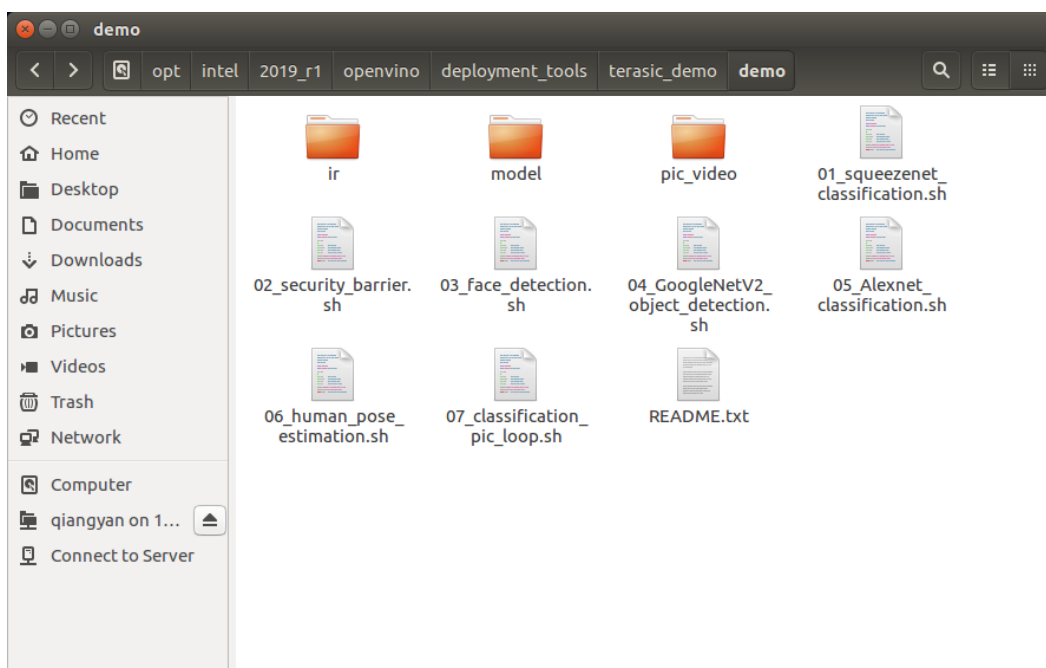 demo
opt intel 2019_r1 openvino deployment_tools terasic_demo demo
Recent
Home
Desktop
Documents
Downloads
Music
Pictures
Videos
Trash
Network
Computer
qiangyan on 1...
Connect to Server
ir
model
pic_video
01_squeezenet_
classification.sh
02_security_barrier.
sh
03_face_detection.
sh
04_GoogleNetV2_
object_detection.
sh
05_Alexnet_
classification.sh
06_human_pose_
estimation.sh
07_classification_
pic_loop.sh
README.txt